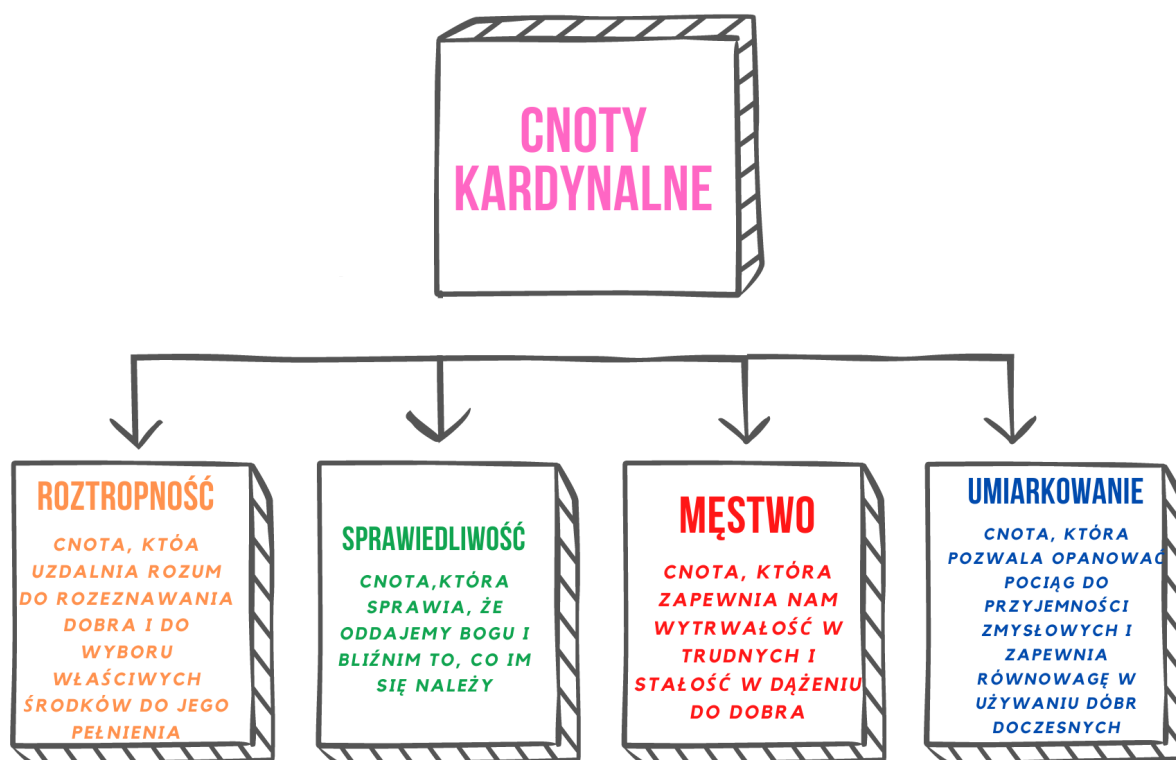 CNOTY
KARDYNALNE
ROZTROPNOŚĆ
CNOTA, KTÓA
UZDALNIA ROZUM
DO ROZEZNAWANIA
DOBRA I DO
WYBORU
WŁAŚCIWYCH
ŚRODKÓW DO JEGO
PEŁNIENIA
SPRAWIEDLIWOŚĆ
CNOTA,KTÓRA
SPRAWIA, ŻE
ODDAJEMY BOGU I
BLIŹNIM TO, CO IM
SIĘ NALEŻY
MĘSTWO
CNOTA, KTÓRA
ZAPEWNIA NAM
WYTRWAŁOŚĆ W
TRUDNYCH I
STAŁOŚĆ W DĄŻENIU
DO DOBRA
UMIARKOWANIE
CNOTA, KTÓRA
POZWALA OPANOWAĆ
POCIĄG DO
PRZYJEMNOŚCI
ZMYSŁOWYCH I
ZAPEWNIA
RÓWNOWAGĘ W
UŻYWANIU DÓBR
DOCZESNYCH